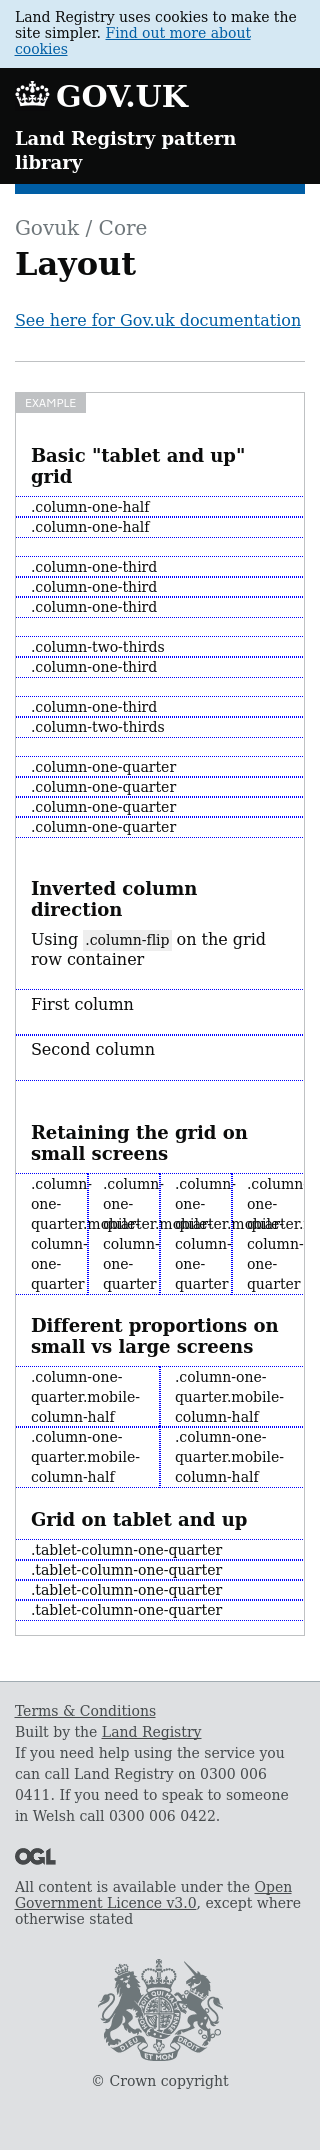 Land Registry uses cookies to make the
site simpler. Find out more about
cookies
GOV.UK
Land Registry pattern
library
Govuk / Core
Layout
See here for Gov.uk documentation
EXAMPLE
Basic "tablet and up"
grid
.column-one-half
.column-one-half
.column-one-third
.column-one-third
.column-one-third
.column-two-thirds
.column-one-third
.column-one-third
.column-two-thirds
.column-one-quarter
.column-one-quarter
.column-one-quarter
.column-one-quarter
Inverted column
direction
Using .column-flip on the grid
row container
First column
Second column
Retaining the grid on
small screens
.column- .column- .column- .column
one- one- one- one-
quarter.mobile- quarter.mobile- quarter.mobile- quarter.
column- column- column- column-
one- one- one- one-
quarter quarter quarter quarter
Different proportions on
small vs large screens
.column-one- .column-one-
quarter.mobile- quarter.mobile-
column-half column-half
.column-one- .column-one-
quarter.mobile- quarter.mobile-
column-half column-half
Grid on tablet and up
.tablet-column-one-quarter
.tablet-column-one-quarter
.tablet-column-one-quarter
.tablet-column-one-quarter
Terms & Conditions
Built by the Land Registry
If you need help using the service you
can call Land Registry on 0300 006
0411. If you need to speak to someone
in Welsh call 0300 006 0422.
OGL
All content is available under the Open
Government Licence v3.0, except where
otherwise stated
DIEU ET MON DROIT
© Crown copyright